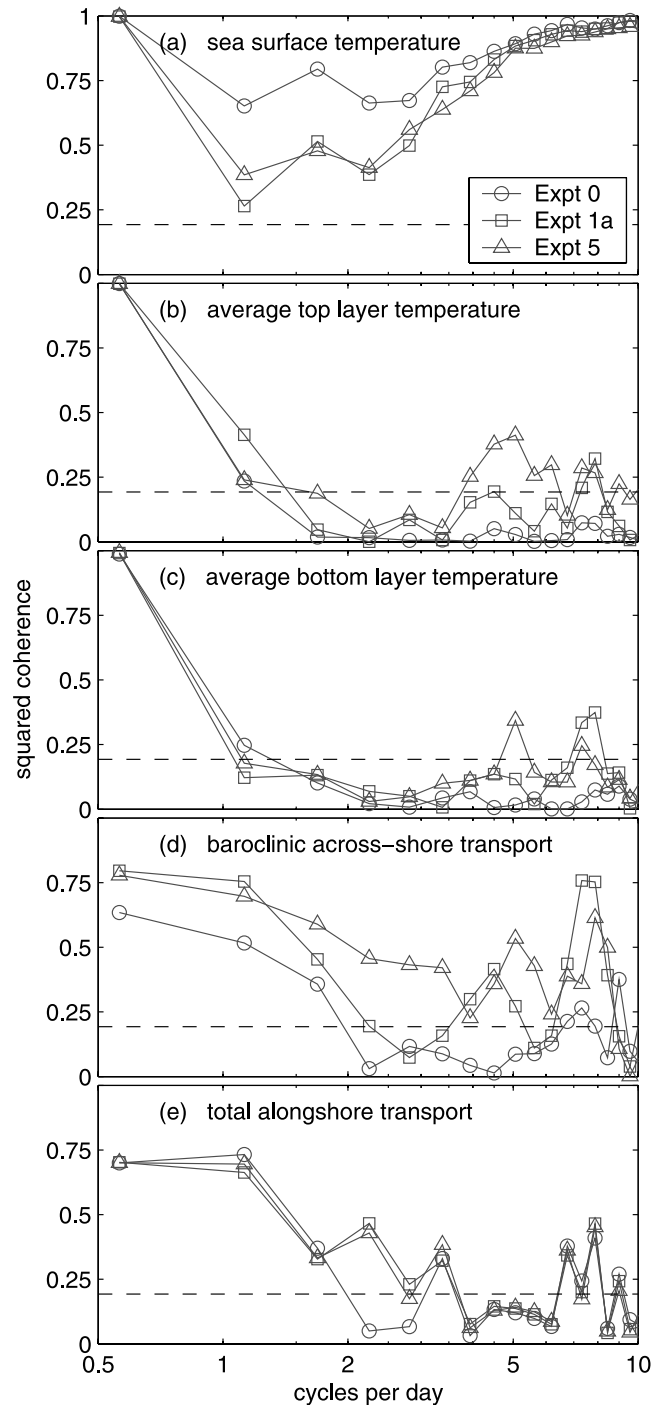 1
(a) sea surface temperature
0.75
0.5
0.25
0
Expt 0
Expt 1a
Expt 5
(b) average top layer temperature
0.75
0.5
0.25
0
(c) average bottom layer temperature
0.75
0.5
0.25
0
squared coherence
(d) baroclinic across-shore transport
0.75
0.5
0.25
0
(e) total alongshore transport
0.75
0.5
0.25
0
0.5 1 2 5 10
cycles per day